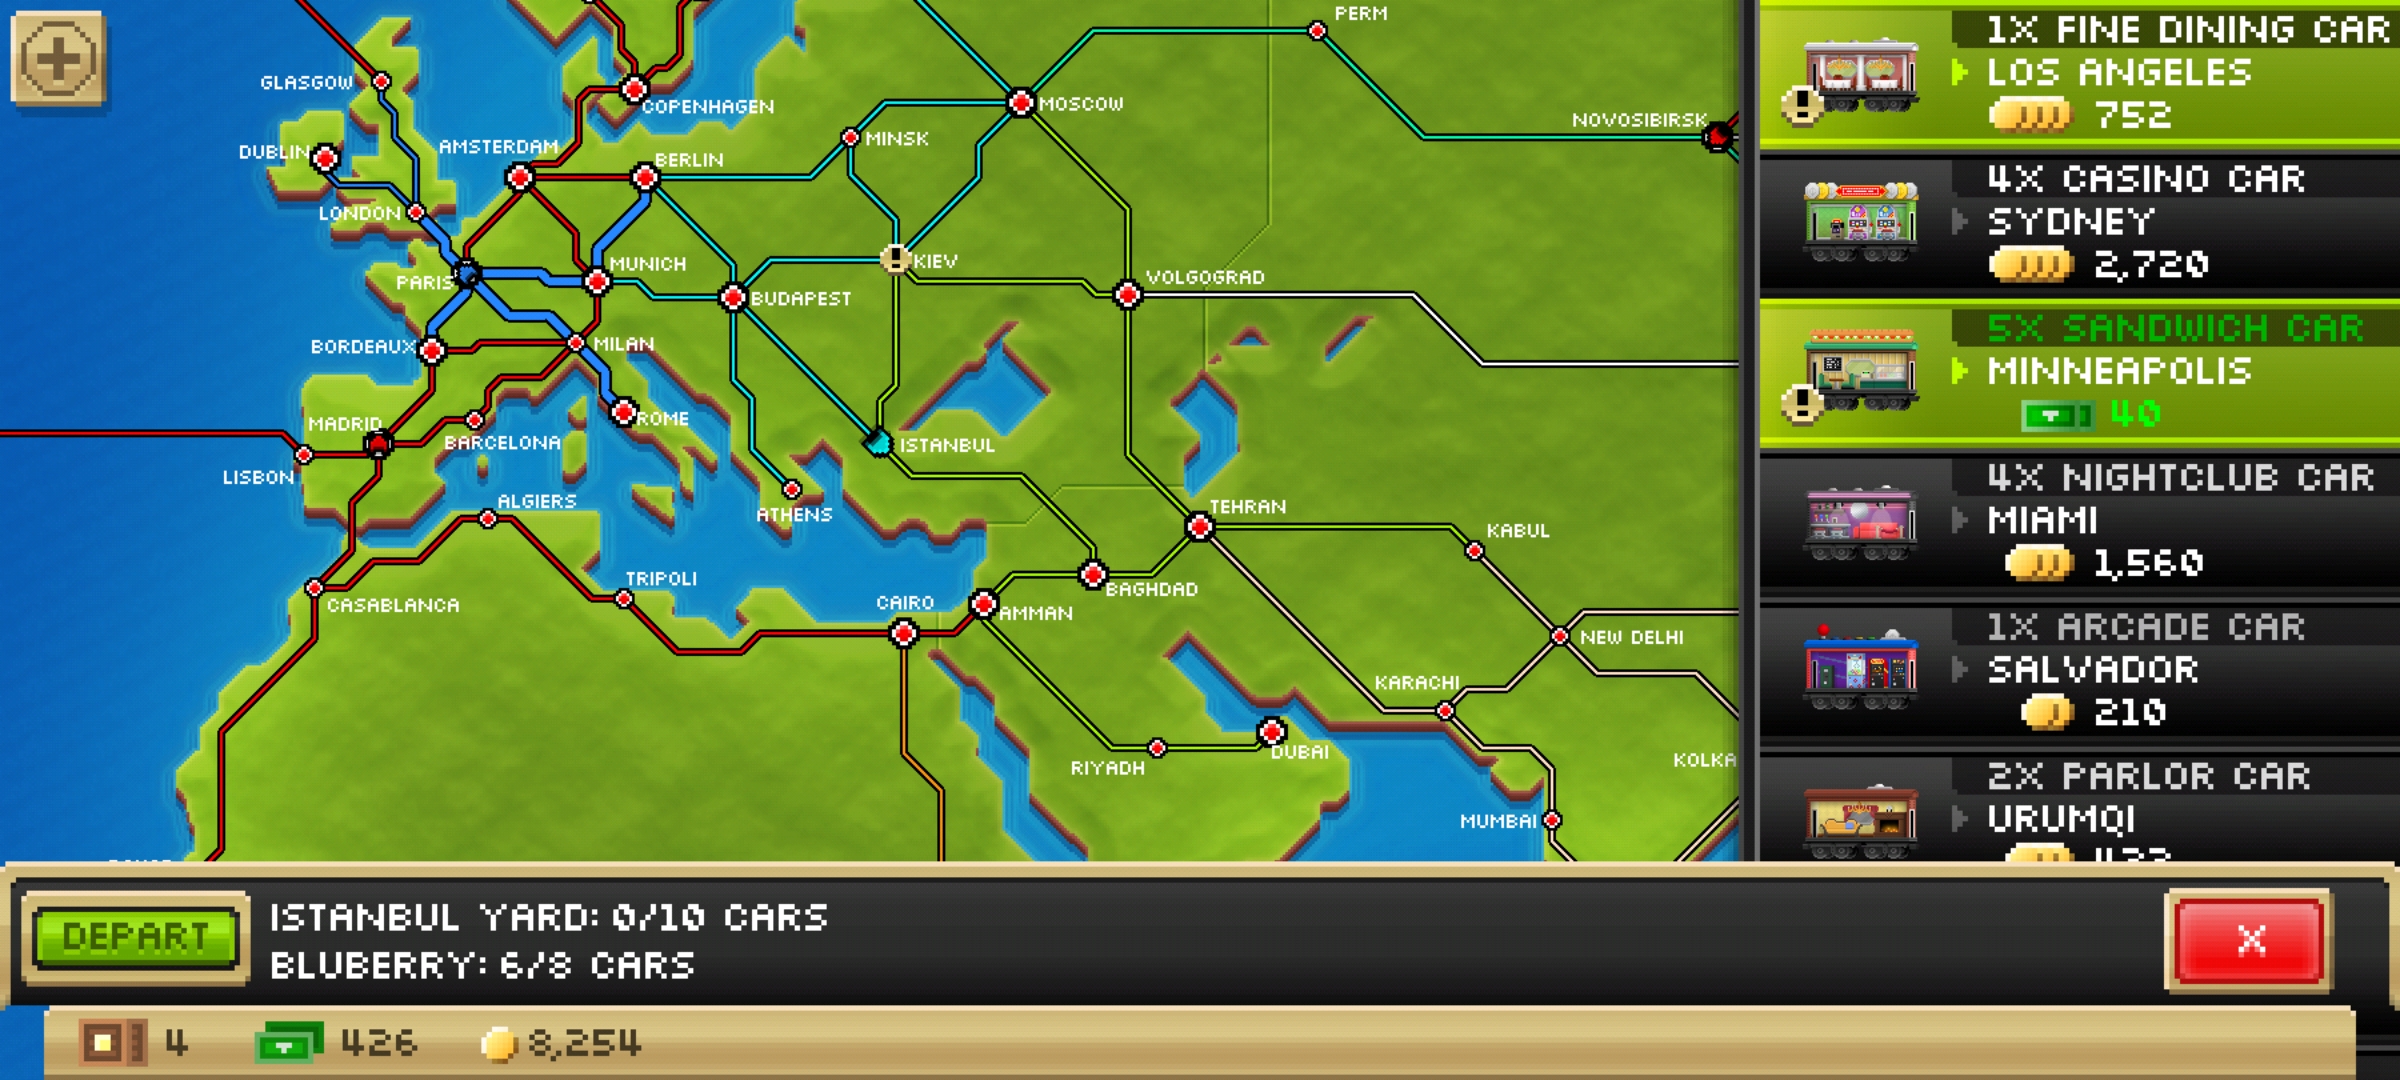 PERM
GLASGOW
COPENHAGEN
MOSCOW
NOVOSIBIRSK
MINSK
DUBLIN
AMSTERDAM
BERLIN
LONDON
KIEV
MUNICH
PARIS
VOLGOGRAD
BUDAPEST
BORDEAUX
MILAN
MADRID
ROME
BARCELONA
ISTANBUL
LISBON
ALGIERS
ATHENS
TEHRAN
KABUL
TRIPOLI
BAGHDAD
CASABLANCA
CAIRO
AMMAN
NEW DELHI
KARACHI
DUBAI
RIYADH
KOLKA
MUMBAI
1X FINE DINING CAR
LOS ANGELES
752
4X CASINO CAR
SYDNEY
2,720
5X SANDWICH CAR
MINNEAPOLIS
40
4X NIGHTCLUB CAR
MIAMI
1,560
1X ARCADE CAR
SALVADOR
210
2X PARLOR CAR
URUMQI
DEPART
ISTANBUL YARD: 0/10 CARS
BLUBERRY: 6/8 CARS
X
4
426
8,254